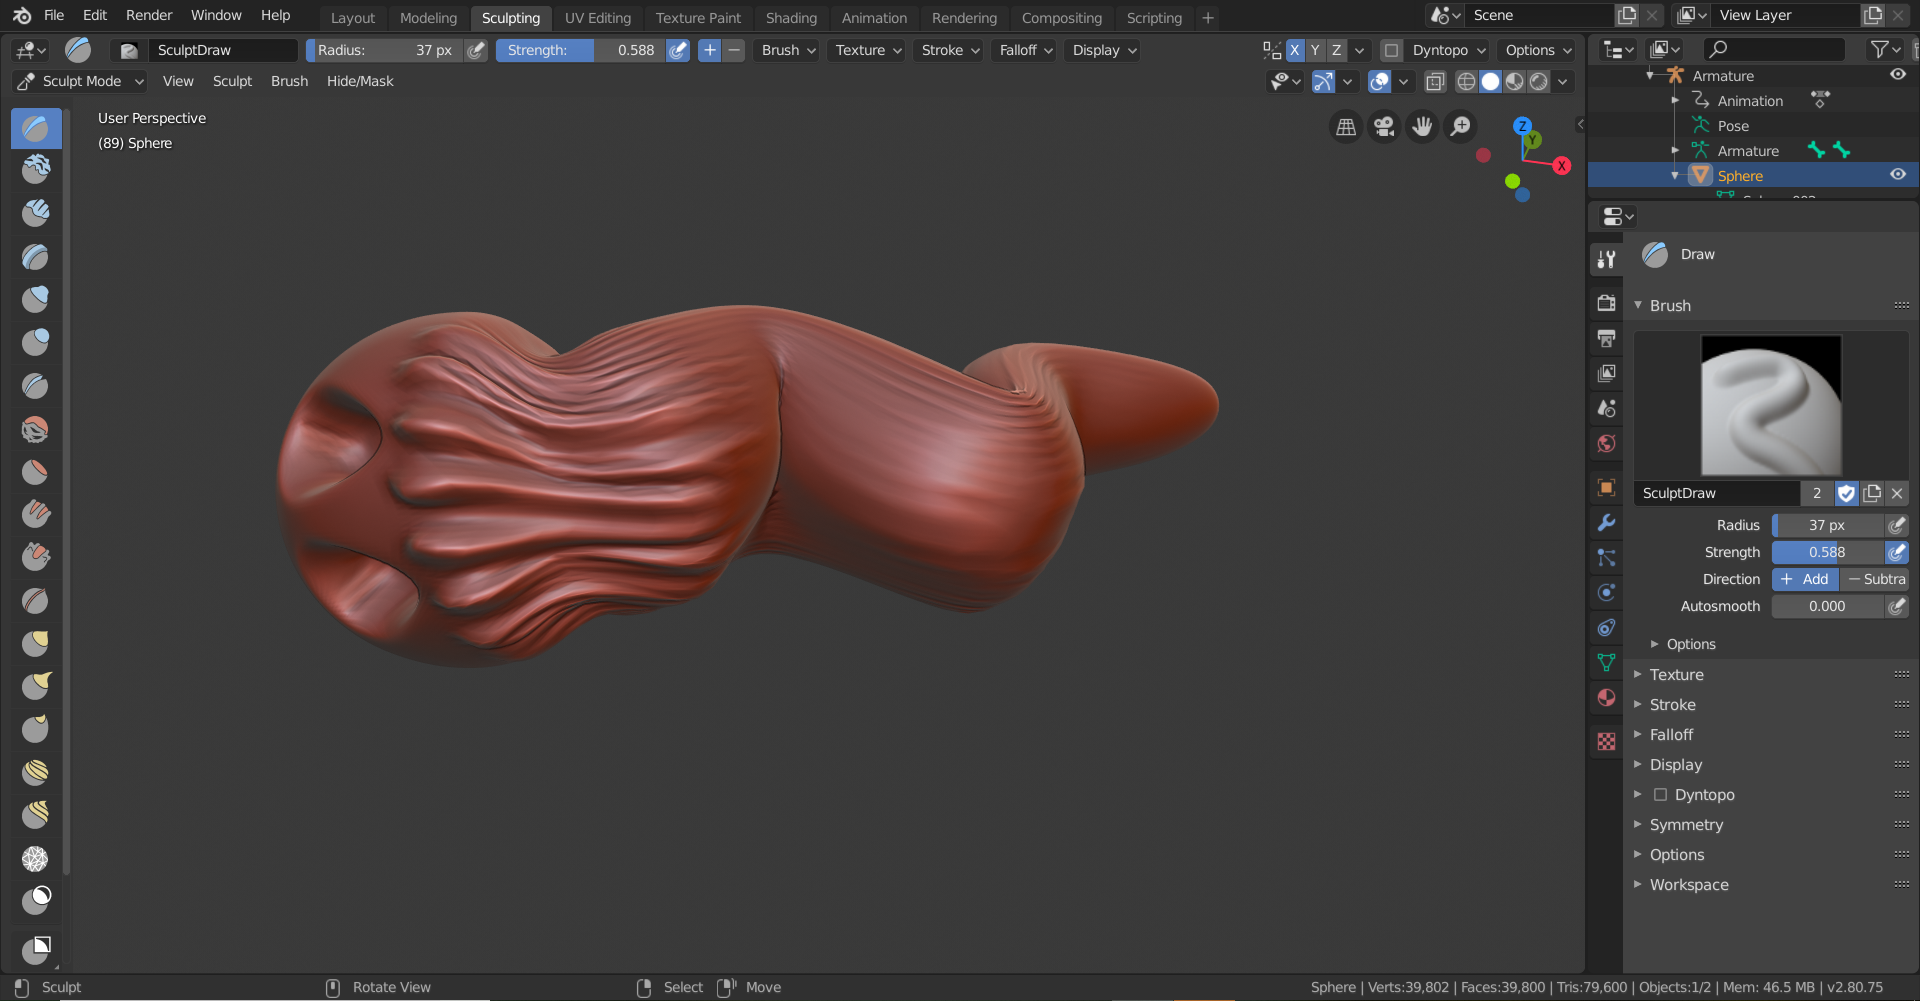 File Edit Render Window Help Layout Modeling Sculpting UV Editing Texture Paint Shading Animation Rendering Compositing Scripting + Scene View Layer
SculptDraw Radius: 37 px Strength: 0.588 + − Brush Texture Stroke Falloff Display X Y Z Dyntopo Options
Sculpt Mode View Sculpt Brush Hide/Mask
User Perspective
(89) Sphere
Z
Y
X
Armature
Animation
Pose
Armature
Sphere
Draw
Brush
SculptDraw 2
Radius 37 px
Strength 0.588
Direction + Add − Subtra
Autosmooth 0.000
Options
Texture
Stroke
Falloff
Display
Dyntopo
Symmetry
Options
Workspace
Sculpt Rotate View Select Move Sphere | Verts:39,802 | Faces:39,800 | Tris:79,600 | Objects:1/2 | Mem: 46.5 MB | v2.80.75